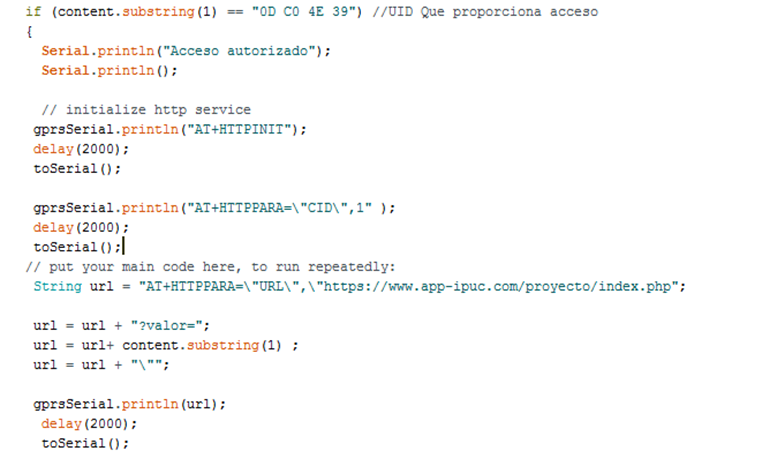 if (content.substring(1) == "0D C0 4E 39") //UID Que proporciona acceso
{
Serial.println("Acceso autorizado");
Serial.println();
// initialize http service
gprsSerial.println("AT+HTTPINIT");
delay(2000);
toSerial();
gprsSerial.println("AT+HTTPPARA=\"CID\",1" );
delay(2000);
toSerial();
// put your main code here, to run repeatedly:
String url = "AT+HTTPPARA=\"URL\",\"https://www.app-ipuc.com/proyecto/index.php";
url = url + "?valor=";
url = url+ content.substring(1) ;
url = url + "\"";
gprsSerial.println(url);
delay(2000);
toSerial();